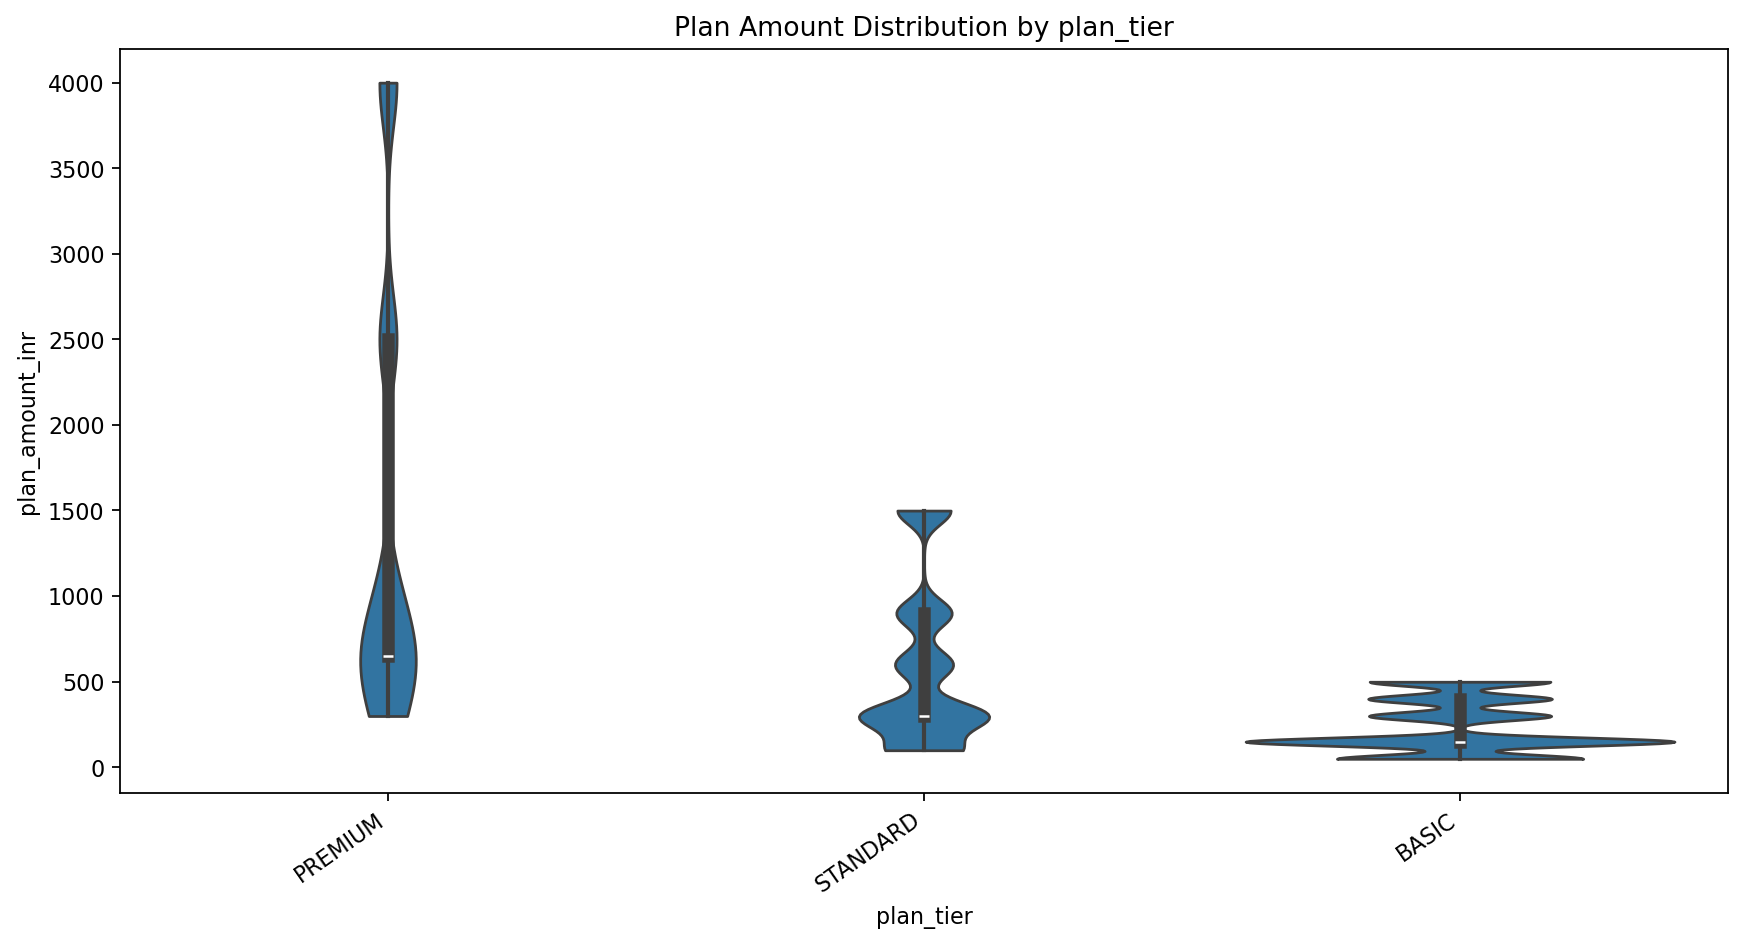 Plan Amount Distribution by plan_tier
4000
3500
3000
2500
2000
1500
1000
500
0
plan_amount_inr
PREMIUM
STANDARD
BASIC
plan_tier